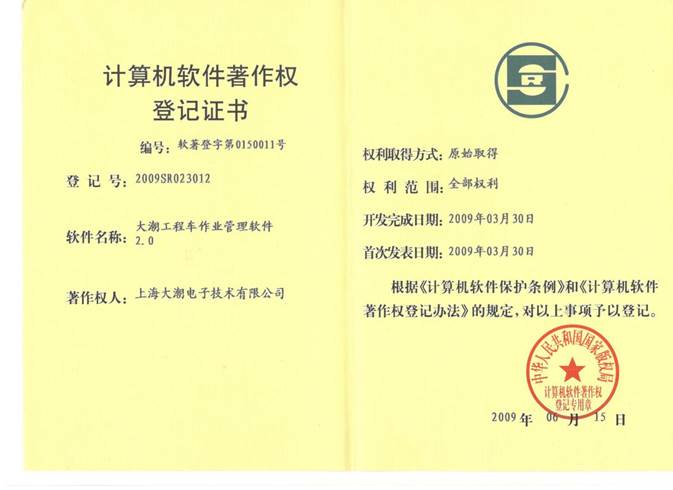 计算机软件著作权
登记证书
编号：软著登字第0150011号
登记号：2009SR023012
软件名称：大潮工程车作业管理软件
2.0
著作权人：上海大潮电子技术有限公司
权利取得方式：原始取得
权利范围：全部权利
开发完成日期：2009年03月30日
首次发表日期：2009年03月30日
根据《计算机软件保护条例》和《计算机软件
著作权登记办法》的规定，对以上事项予以登记。
中华人民共和国国家版权局
计算机软件著作权
登记专用章
2009年06月15日